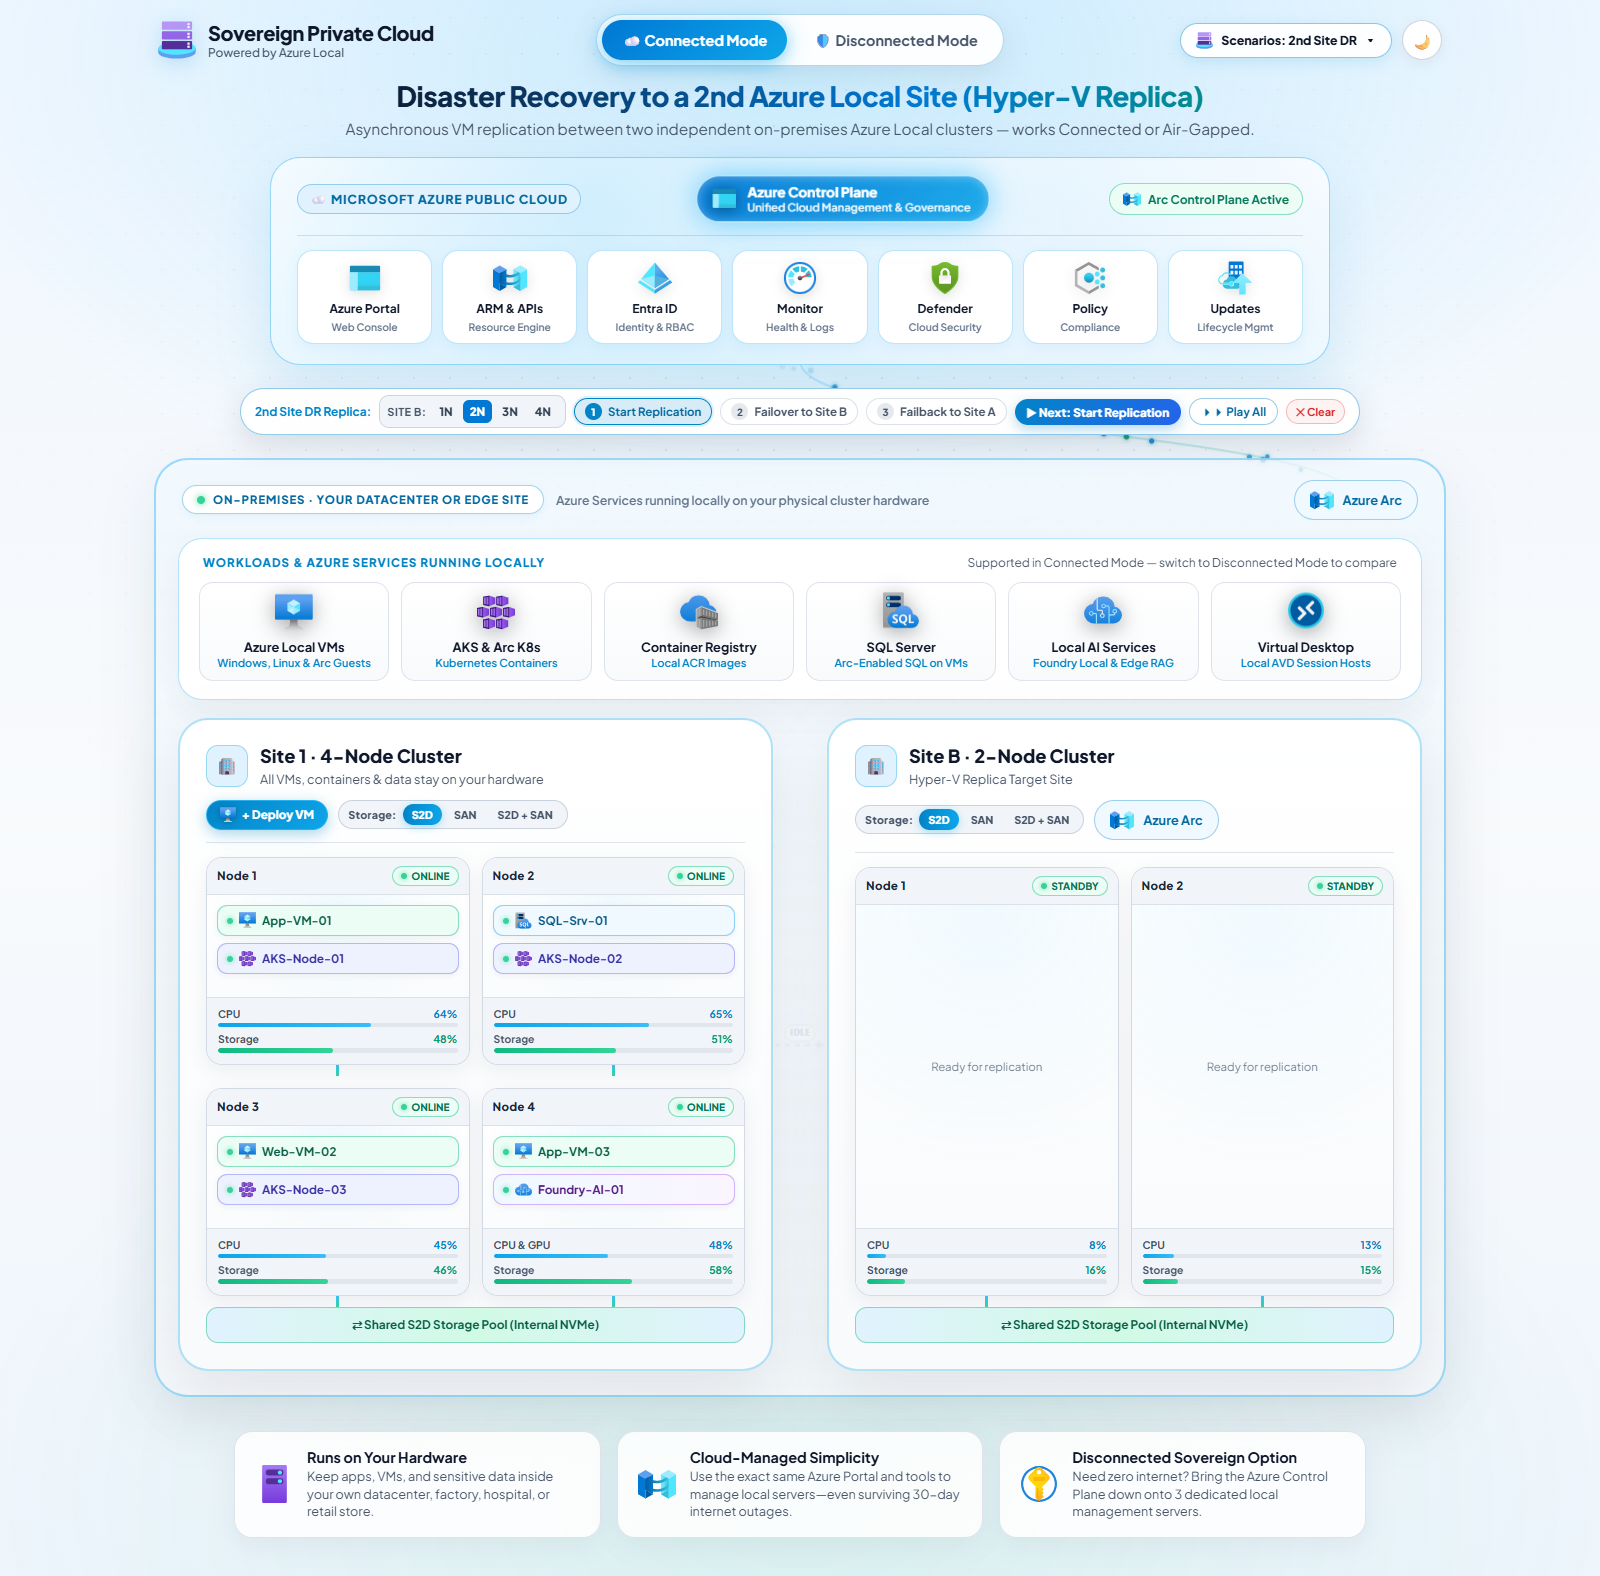 Sovereign Private Cloud
Powered by Azure Local
Connected Mode
Disconnected Mode
Scenarios: 2nd Site DR
Disaster Recovery to a 2nd Azure Local Site (Hyper-V Replica)
Asynchronous VM replication between two independent on-premises Azure Local clusters — works Connected or Air-Gapped.
MICROSOFT AZURE PUBLIC CLOUD
Azure Control Plane
Unified Cloud Management & Governance
Arc Control Plane Active
Azure Portal
Web Console
ARM & APIs
Resource Engine
Entra ID
Identity & RBAC
Monitor
Health & Logs
Defender
Cloud Security
Policy
Compliance
Updates
Lifecycle Mgmt
2nd Site DR Replica:
SITE B: 1N 2N 3N 4N
1 Start Replication
2 Failover to Site B
3 Failback to Site A
▶ Next: Start Replication
Play All
✕ Clear
ON-PREMISES · YOUR DATACENTER OR EDGE SITE
Azure Services running locally on your physical cluster hardware
Azure Arc
WORKLOADS & AZURE SERVICES RUNNING LOCALLY
Supported in Connected Mode — switch to Disconnected Mode to compare
Azure Local VMs
Windows, Linux & Arc Guests
AKS & Arc K8s
Kubernetes Containers
Container Registry
Local ACR Images
SQL
SQL Server
Arc-Enabled SQL on VMs
Local AI Services
Foundry Local & Edge RAG
Virtual Desktop
Local AVD Session Hosts
Site 1 · 4-Node Cluster
All VMs, containers & data stay on your hardware
+ Deploy VM
Storage: S2D SAN S2D + SAN
Node 1
ONLINE
App-VM-01
AKS-Node-01
CPU 64%
Storage 48%
Node 2
ONLINE
SQL-Srv-01
AKS-Node-02
CPU 65%
Storage 51%
Node 3
ONLINE
Web-VM-02
AKS-Node-03
CPU 45%
Storage 46%
Node 4
ONLINE
App-VM-03
Foundry-AI-01
CPU & GPU 48%
Storage 58%
⇄ Shared S2D Storage Pool (Internal NVMe)
IDLE
Site B · 2-Node Cluster
Hyper-V Replica Target Site
Storage: S2D SAN S2D + SAN
Azure Arc
Node 1
STANDBY
Ready for replication
CPU 8%
Storage 16%
Node 2
STANDBY
Ready for replication
CPU 13%
Storage 15%
⇄ Shared S2D Storage Pool (Internal NVMe)
Runs on Your Hardware
Keep apps, VMs, and sensitive data inside
your own datacenter, factory, hospital, or
retail store.
Cloud-Managed Simplicity
Use the exact same Azure Portal and tools to
manage local servers—even surviving 30-day
internet outages.
Disconnected Sovereign Option
Need zero internet? Bring the Azure Control
Plane down onto 3 dedicated local
management servers.